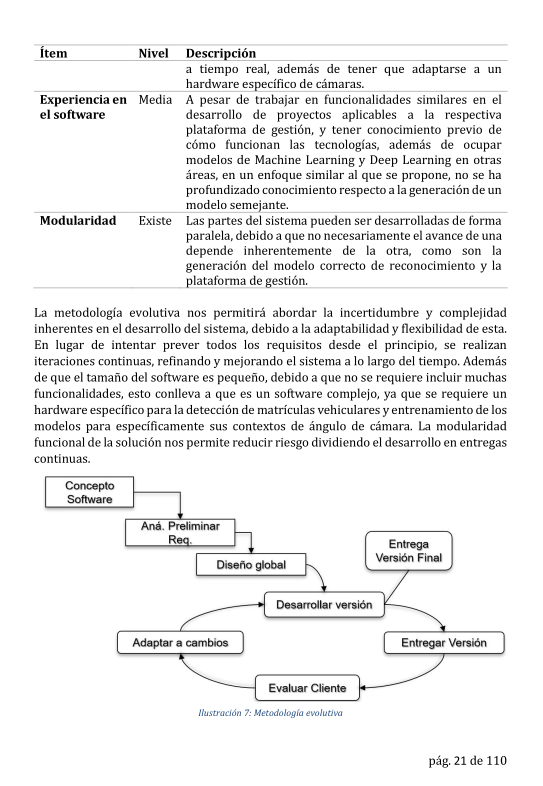 Ítem Nivel Descripción
a tiempo real, además de tener que adaptarse a un
hardware específico de cámaras.
Experiencia en Media A pesar de trabajar en funcionalidades similares en el
el software desarrollo de proyectos aplicables a la respectiva
plataforma de gestión, y tener conocimiento previo de
cómo funcionan las tecnologías, además de ocupar
modelos de Machine Learning y Deep Learning en otras
áreas, en un enfoque similar al que se propone, no se ha
profundizado conocimiento respecto a la generación de un
modelo semejante.
Modularidad Existe Las partes del sistema pueden ser desarrolladas de forma
paralela, debido a que no necesariamente el avance de una
depende inherentemente de la otra, como son la
generación del modelo correcto de reconocimiento y la
plataforma de gestión.
La metodología evolutiva nos permitirá abordar la incertidumbre y complejidad
inherentes en el desarrollo del sistema, debido a la adaptabilidad y flexibilidad de esta.
En lugar de intentar prever todos los requisitos desde el principio, se realizan
iteraciones continuas, refinando y mejorando el sistema a lo largo del tiempo. Además
de que el tamaño del software es pequeño, debido a que no se requiere incluir muchas
funcionalidades, esto conlleva a que es un software complejo, ya que se requiere un
hardware específico para la detección de matrículas vehiculares y entrenamiento de los
modelos para específicamente sus contextos de ángulo de cámara. La modularidad
funcional de la solución nos permite reducir riesgo dividiendo el desarrollo en entregas
continuas.
Concepto
Software
Aná. Preliminar
Req.
Diseño global
Entrega
Versión Final
Desarrollar versión
Adaptar a cambios
Entregar Versión
Evaluar Cliente
Ilustración 7: Metodología evolutiva
pág. 21 de 110